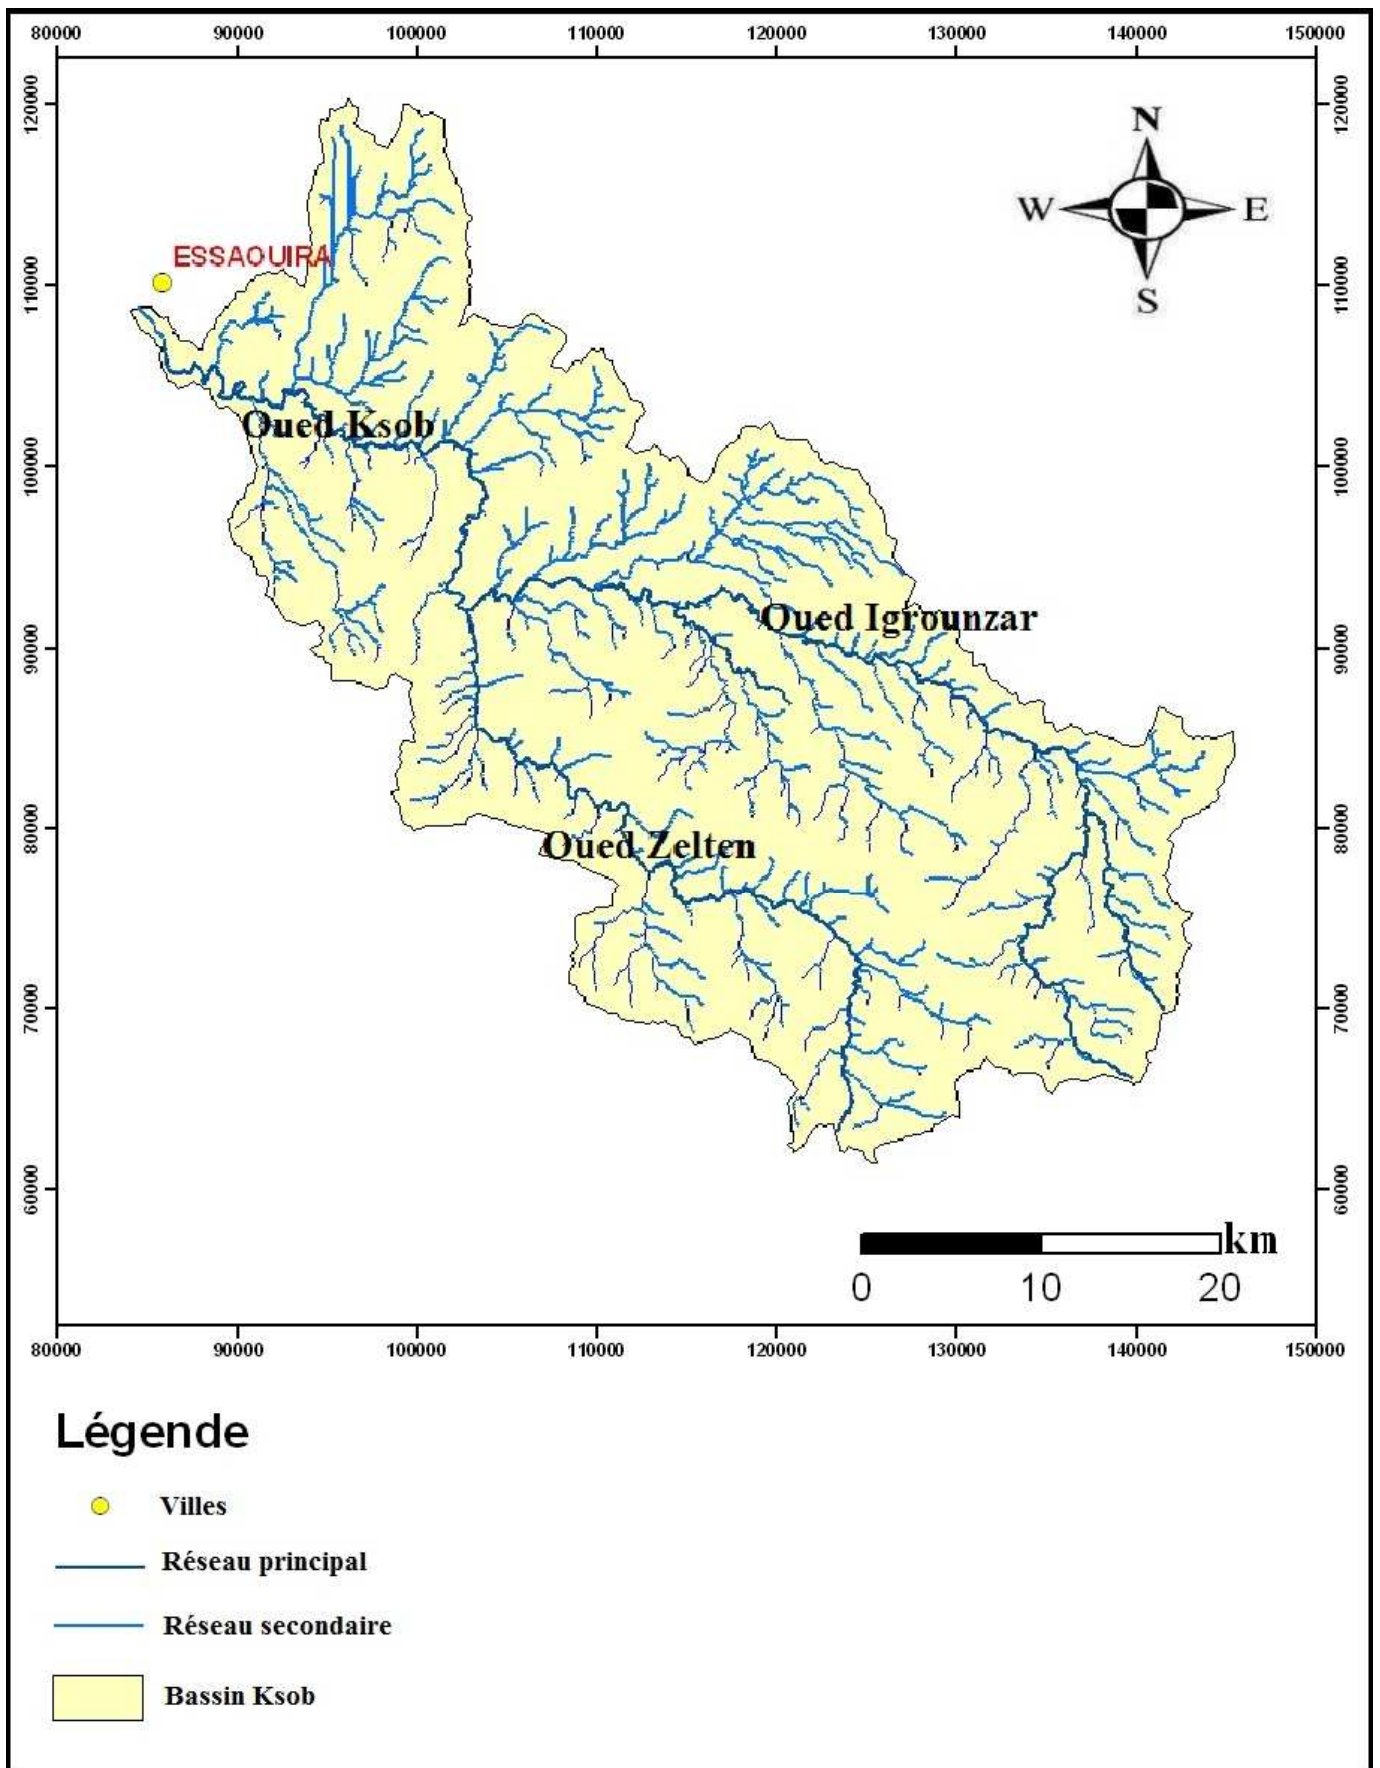 80000 90000 100000 110000 120000 130000 140000 150000
120000 120000
N
W E
S
ESSAOUIRA
110000 110000
Oued Ksob
100000 100000
Oued Igrounzar
90000 90000
80000 80000
Oued Zelten
70000 70000
60000 60000
km
0 10 20
80000 90000 100000 110000 120000 130000 140000 150000
Légende
Villes
Réseau principal
Réseau secondaire
Bassin Ksob